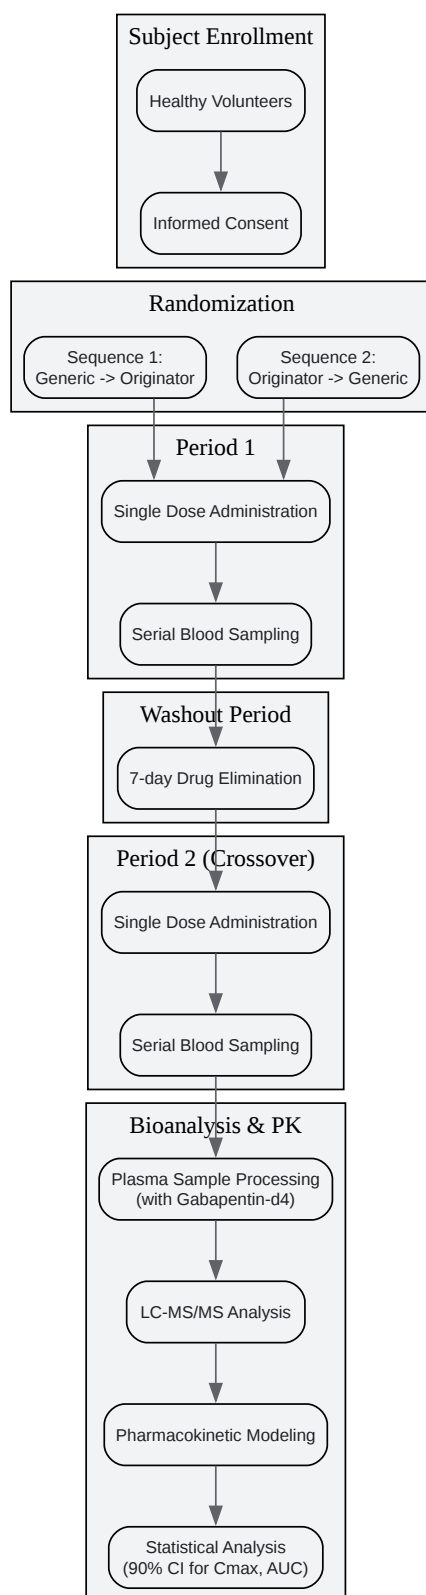 Subject Enrollment
Healthy Volunteers
Informed Consent
Randomization
Sequence 1:
Generic -> Originator
Sequence 2:
Originator -> Generic
Period 1
Single Dose Administration
Serial Blood Sampling
Washout Period
7-day Drug Elimination
Period 2 (Crossover)
Single Dose Administration
Serial Blood Sampling
Bioanalysis & PK
Plasma Sample Processing
(with Gabapentin-d4)
LC-MS/MS Analysis
Pharmacokinetic Modeling
Statistical Analysis
(90% CI for Cmax, AUC)